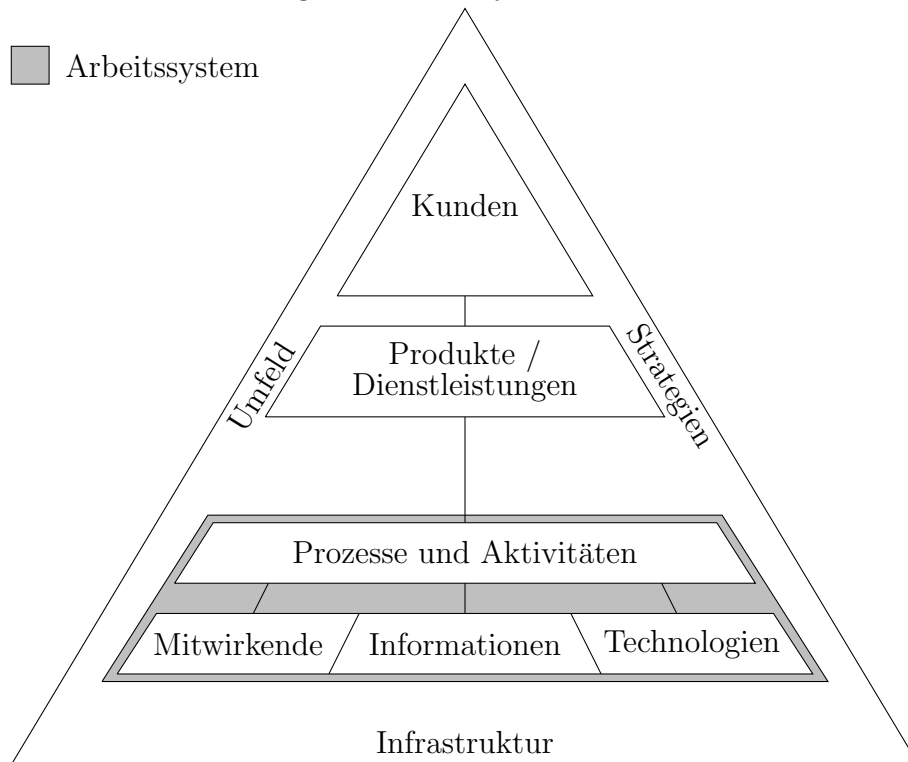 Arbeitssystem
Kunden
Umfeld
Strategien
Produkte /
Dienstleistungen
Prozesse und Aktivitäten
Mitwirkende
Informationen
Technologien
Infrastruktur